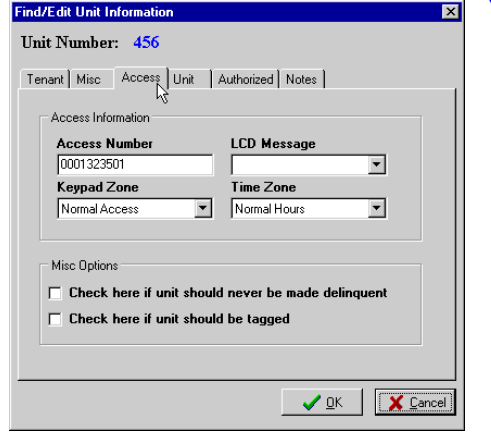 Find/Edit Unit Information
Unit Number: 456
Tenant Misc Access Unit Authorized Notes
Access Information
Access Number LCD Message
0001323501
Keypad Zone Time Zone
Normal Access Normal Hours
Misc Options
Check here if unit should never be made delinquent
Check here if unit should be tagged
OK Cancel